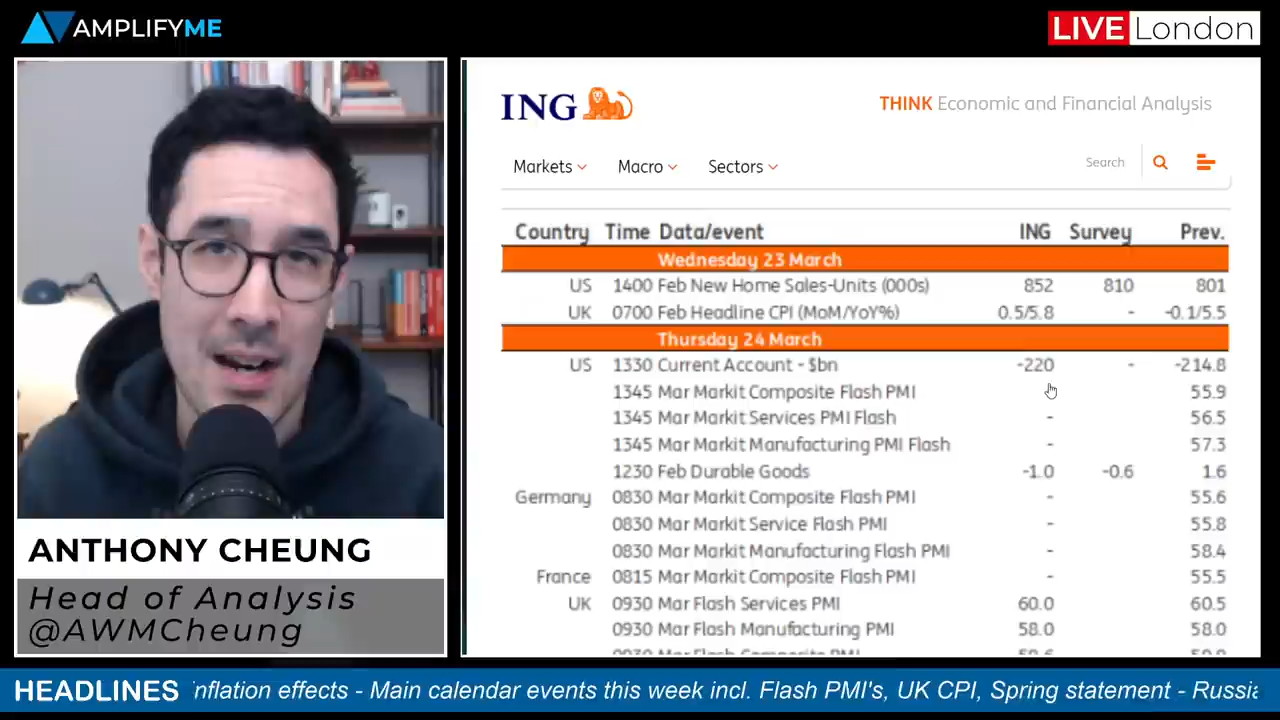 AMPLIFYME
LIVE London
ING
THINK Economic and Financial Analysis
Markets Macro Sectors Search
Country Time Data/event ING Survey Prev.
Wednesday 23 March
US 1400 Feb New Home Sales-Units (000s) 852 810 801
UK 0700 Feb Headline CPI (MoM/YoY%) 0.5/5.8 - -0.1/5.5
Thursday 24 March
US 1330 Current Account - $bn -220 - -214.8
1345 Mar Markit Composite Flash PMI 55.9
1345 Mar Markit Services PMI Flash - 56.5
1345 Mar Markit Manufacturing PMI Flash - 57.3
1230 Feb Durable Goods -1.0 -0.6 1.6
Germany 0830 Mar Markit Composite Flash PMI - 55.6
0830 Mar Markit Service Flash PMI - 55.8
0830 Mar Markit Manufacturing Flash PMI - 58.4
France 0815 Mar Markit Composite Flash PMI - 55.5
UK 0930 Mar Flash Services PMI 60.0 60.5
0930 Mar Flash Manufacturing PMI 58.0 58.0
0930 Mar Flash Composite PMI
ANTHONY CHEUNG
Head of Analysis
@AWMCheung
HEADLINES nflation effects - Main calendar events this week incl. Flash PMI's, UK CPI, Spring statement - Russia